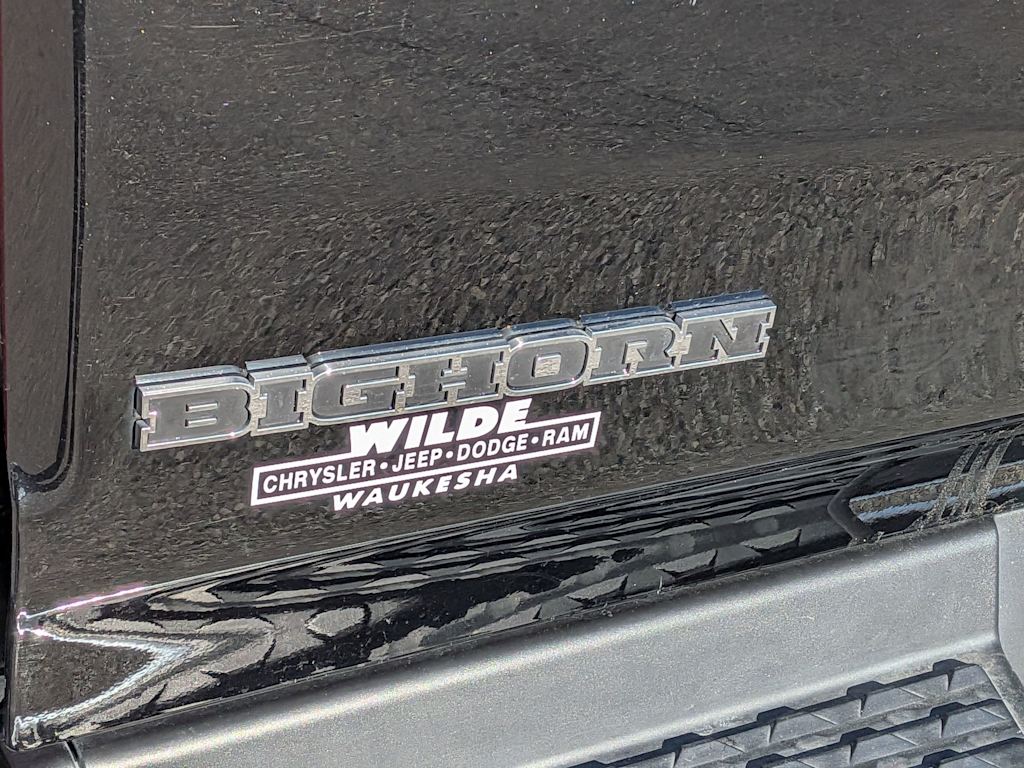 BIGHORN
WILDE
CHRYSLER • JEEP • DODGE • RAM
WAUKESHA